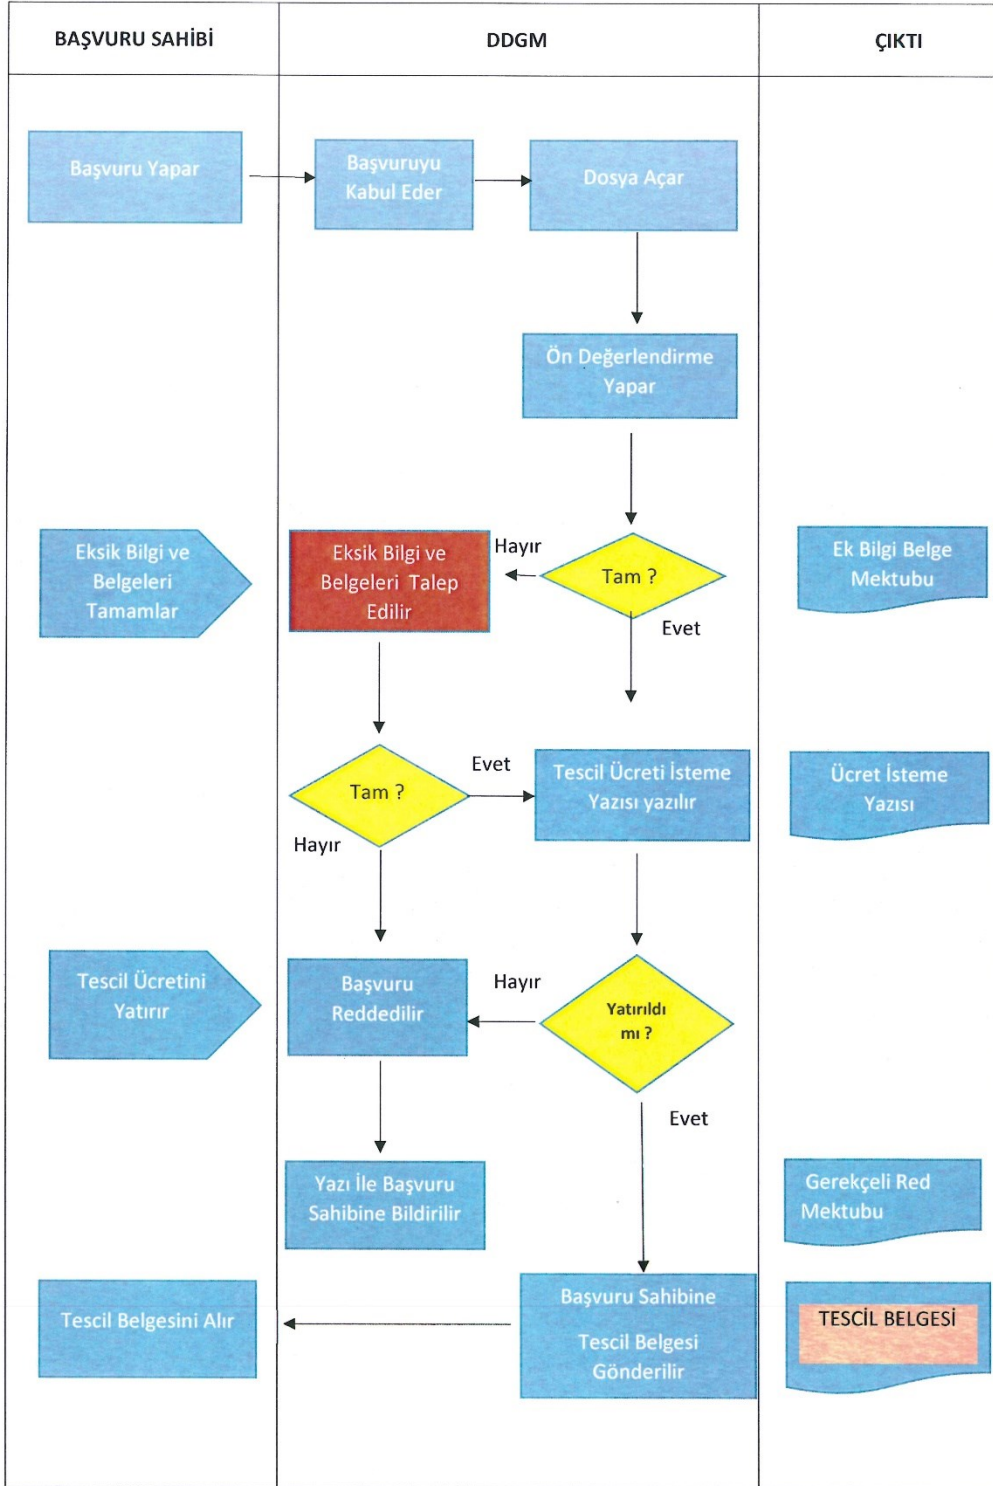 BAŞVURU SAHİBİ
DDGM
ÇIKTI
Başvuru Yapar
Başvuruyu
Kabul Eder
Dosya Açar
Ön Değerlendirme
Yapar
Eksik Bilgi ve
Belgeleri
Tamamlar
Eksik Bilgi ve
Belgeleri Talep
Edilir
Hayır
Tam ?
Evet
Ek Bilgi Belge
Mektubu
Tam ?
Evet
Hayır
Tescil Ücreti İsteme
Yazısı yazılır
Ücret İsteme
Yazısı
Tescil Ücretini
Yatırır
Başvuru
Reddedilir
Hayır
Yatırıldı
mı ?
Evet
Yazı İle Başvuru
Sahibine Bildirilir
Gerekçeli Red
Mektubu
Tescil Belgesini Alır
Başvuru Sahibine
Tescil Belgesi
Gönderilir
TESCİL BELGESİ